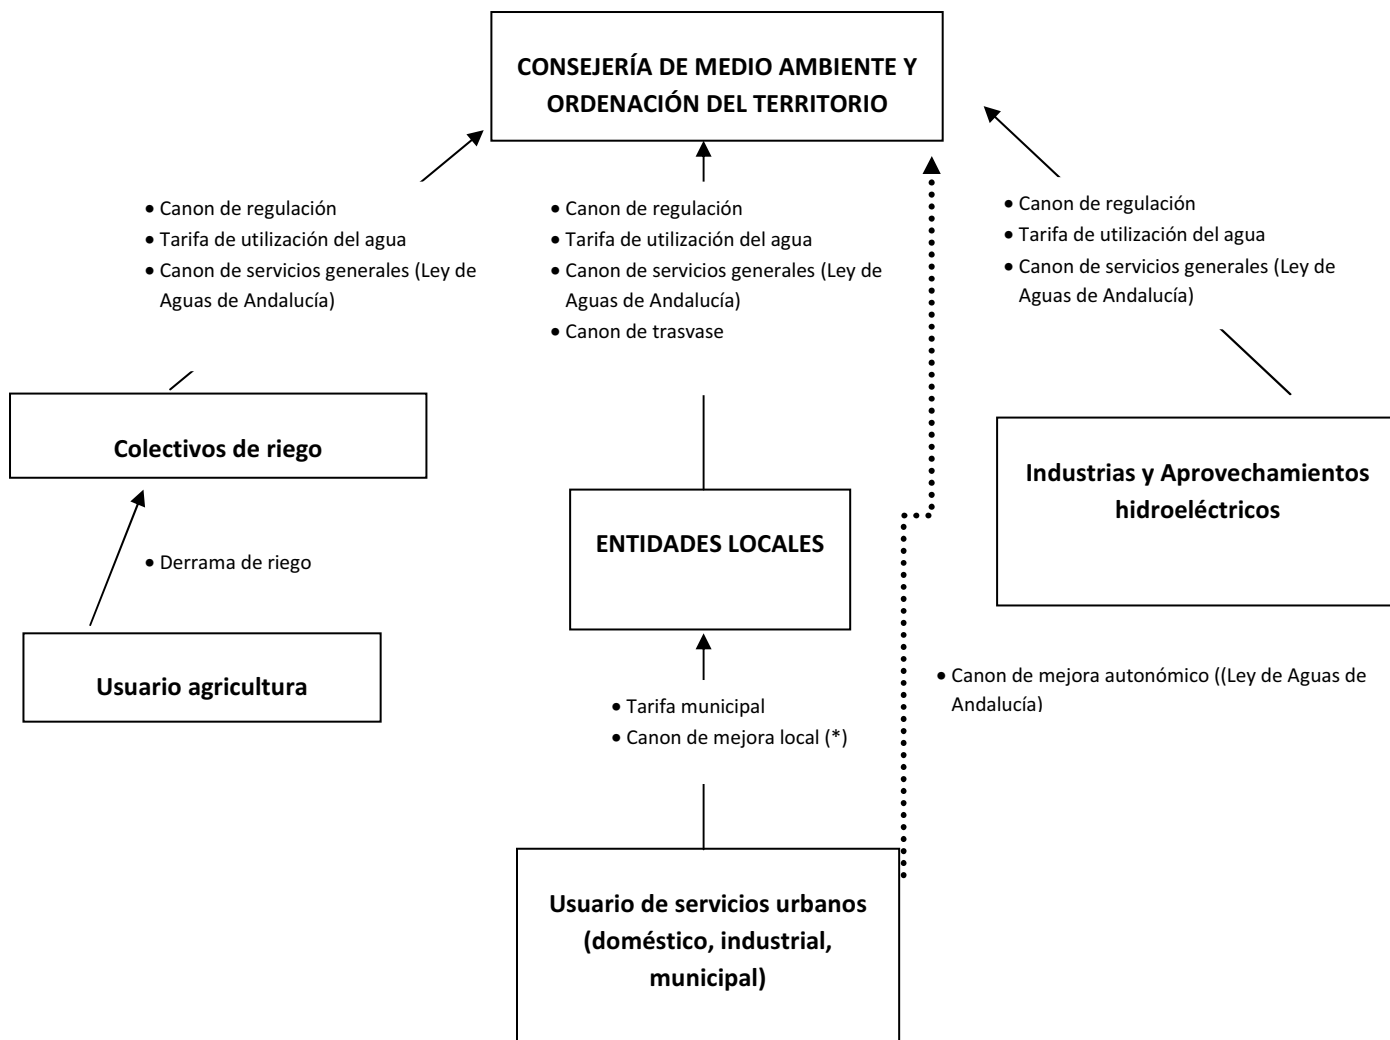 CONSEJERÍA DE MEDIO AMBIENTE Y
ORDENACIÓN DEL TERRITORIO
• Canon de regulación
• Tarifa de utilización del agua
• Canon de servicios generales (Ley de
Aguas de Andalucía)
• Canon de regulación
• Tarifa de utilización del agua
• Canon de servicios generales (Ley de
Aguas de Andalucía)
• Canon de trasvase
• Canon de regulación
• Tarifa de utilización del agua
• Canon de servicios generales (Ley de
Aguas de Andalucía)
Colectivos de riego
Industrias y Aprovechamientos
hidroeléctricos
ENTIDADES LOCALES
• Derrama de riego
Usuario agricultura
• Tarifa municipal
• Canon de mejora local (*)
• Canon de mejora autonómico ((Ley de Aguas de
Andalucía)
Usuario de servicios urbanos
(doméstico, industrial,
municipal)